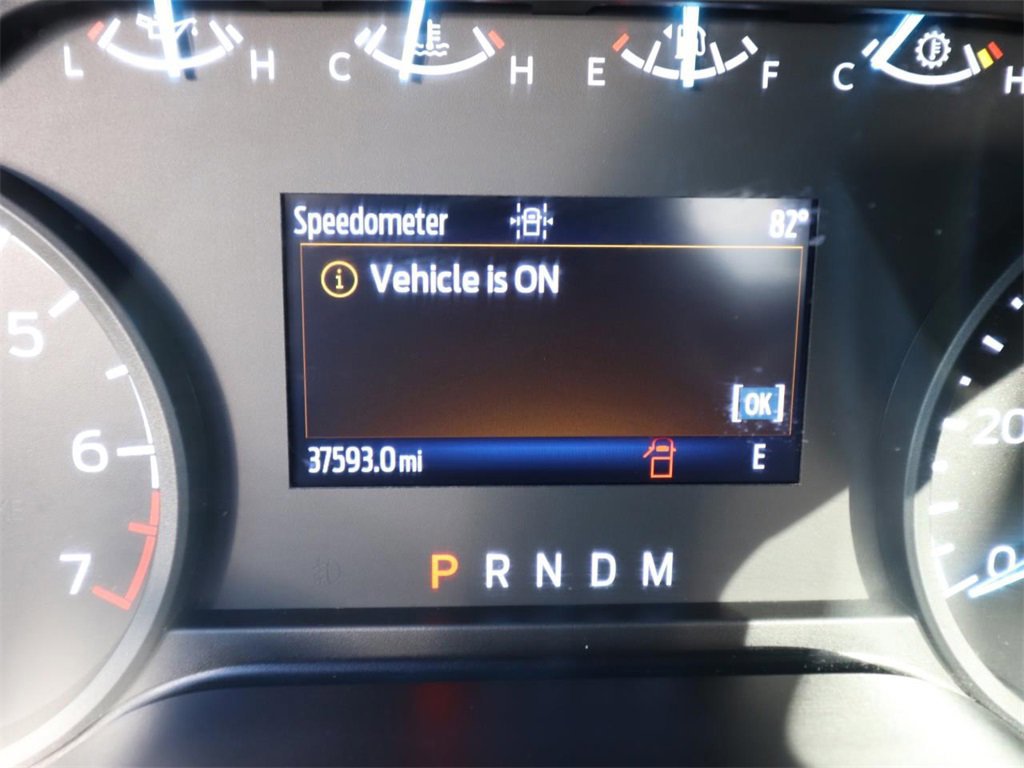 L H C H E F C H
Speedometer 82°
i Vehicle is ON
OK
37593.0 mi E
P R N D M
5
6
7
20
0